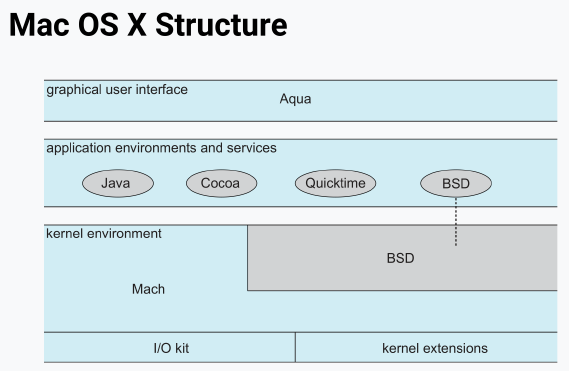 Mac OS X Structure
graphical user interface
Aqua
application environments and services
Java Cocoa Quicktime BSD
kernel environment
BSD
Mach
I/O kit kernel extensions